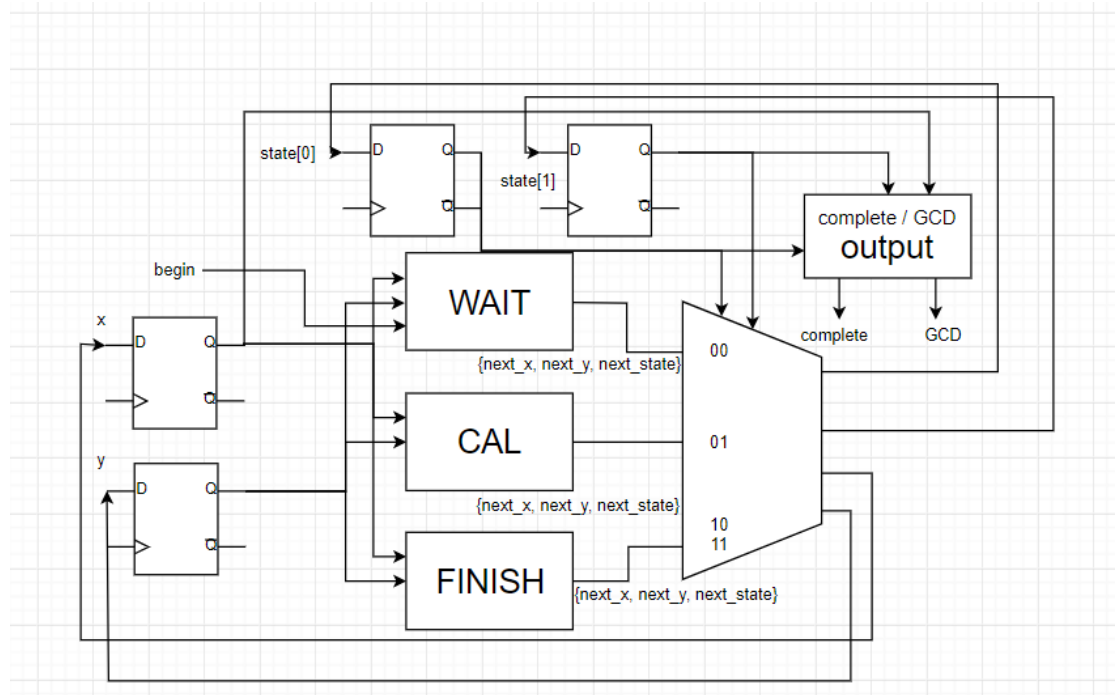 state[0]
D
Q
Q
state[1]
D
Q
Q
complete / GCD
output
complete
GCD
begin
WAIT
{next_x, next_y, next_state}
x
D
Q
Q
CAL
{next_x, next_y, next_state}
y
D
Q
Q
FINISH
{next_x, next_y, next_state}
00
01
10
11